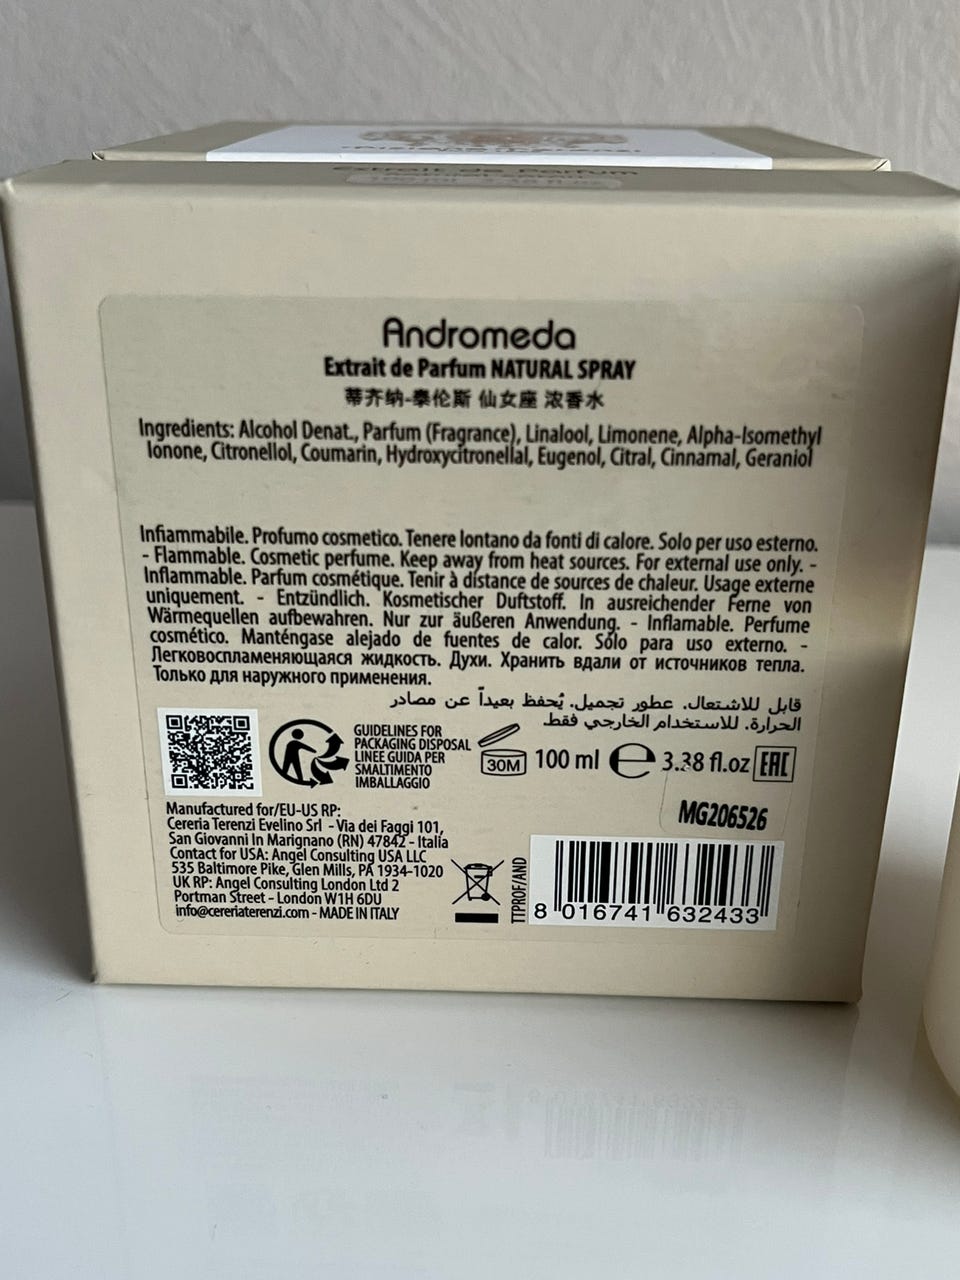 Extrait de Parfum
Andromeda
Extrait de Parfum NATURAL SPRAY
蒂齐纳-泰伦斯 仙女座 浓香水
Ingredients: Alcohol Denat., Parfum (Fragrance), Linalool, Limonene, Alpha-Isomethyl
Ionone, Citronellol, Coumarin, Hydroxycitronellal, Eugenol, Citral, Cinnamal, Geraniol
Infiammabile. Profumo cosmetico. Tenere lontano da fonti di calore. Solo per uso esterno.
- Flammable. Cosmetic perfume. Keep away from heat sources. For external use only. -
Inflammable. Parfum cosmétique. Tenir à distance de sources de chaleur. Usage externe
uniquement. - Entzündlich. Kosmetischer Duftstoff. In ausreichender Ferne von
Wärmequellen aufbewahren. Nur zur äußeren Anwendung. - Inflamable. Perfume
cosmético. Manténgase alejado de fuentes de calor. Sólo para uso externo. -
Легковоспламеняющаяся жидкость. Духи. Хранить вдали от источников тепла.
Только для наружного применения.
قابل للاشتعال. عطور تجميل. يُحفظ بعيداً عن مصادر
الحرارة. للاستخدام الخارجي فقط
GUIDELINES FOR
PACKAGING DISPOSAL
LINEE GUIDA PER
SMALTIMENTO
IMBALLAGGIO
30M
100 ml e 3.38 fl.oz EAC
MG206526
Manufactured for/EU-US RP:
Cereria Terenzi Evelino Srl - Via dei Faggi 101,
San Giovanni In Marignano (RN) 47842 - Italia
Contact for USA: Angel Consulting USA LLC
535 Baltimore Pike, Glen Mills, PA 1934-1020
UK RP: Angel Consulting London Ltd 2
Portman Street - London W1H 6DU
info@cereriaterenzi.com - MADE IN ITALY
TTPROF/AND
8 016741 632433